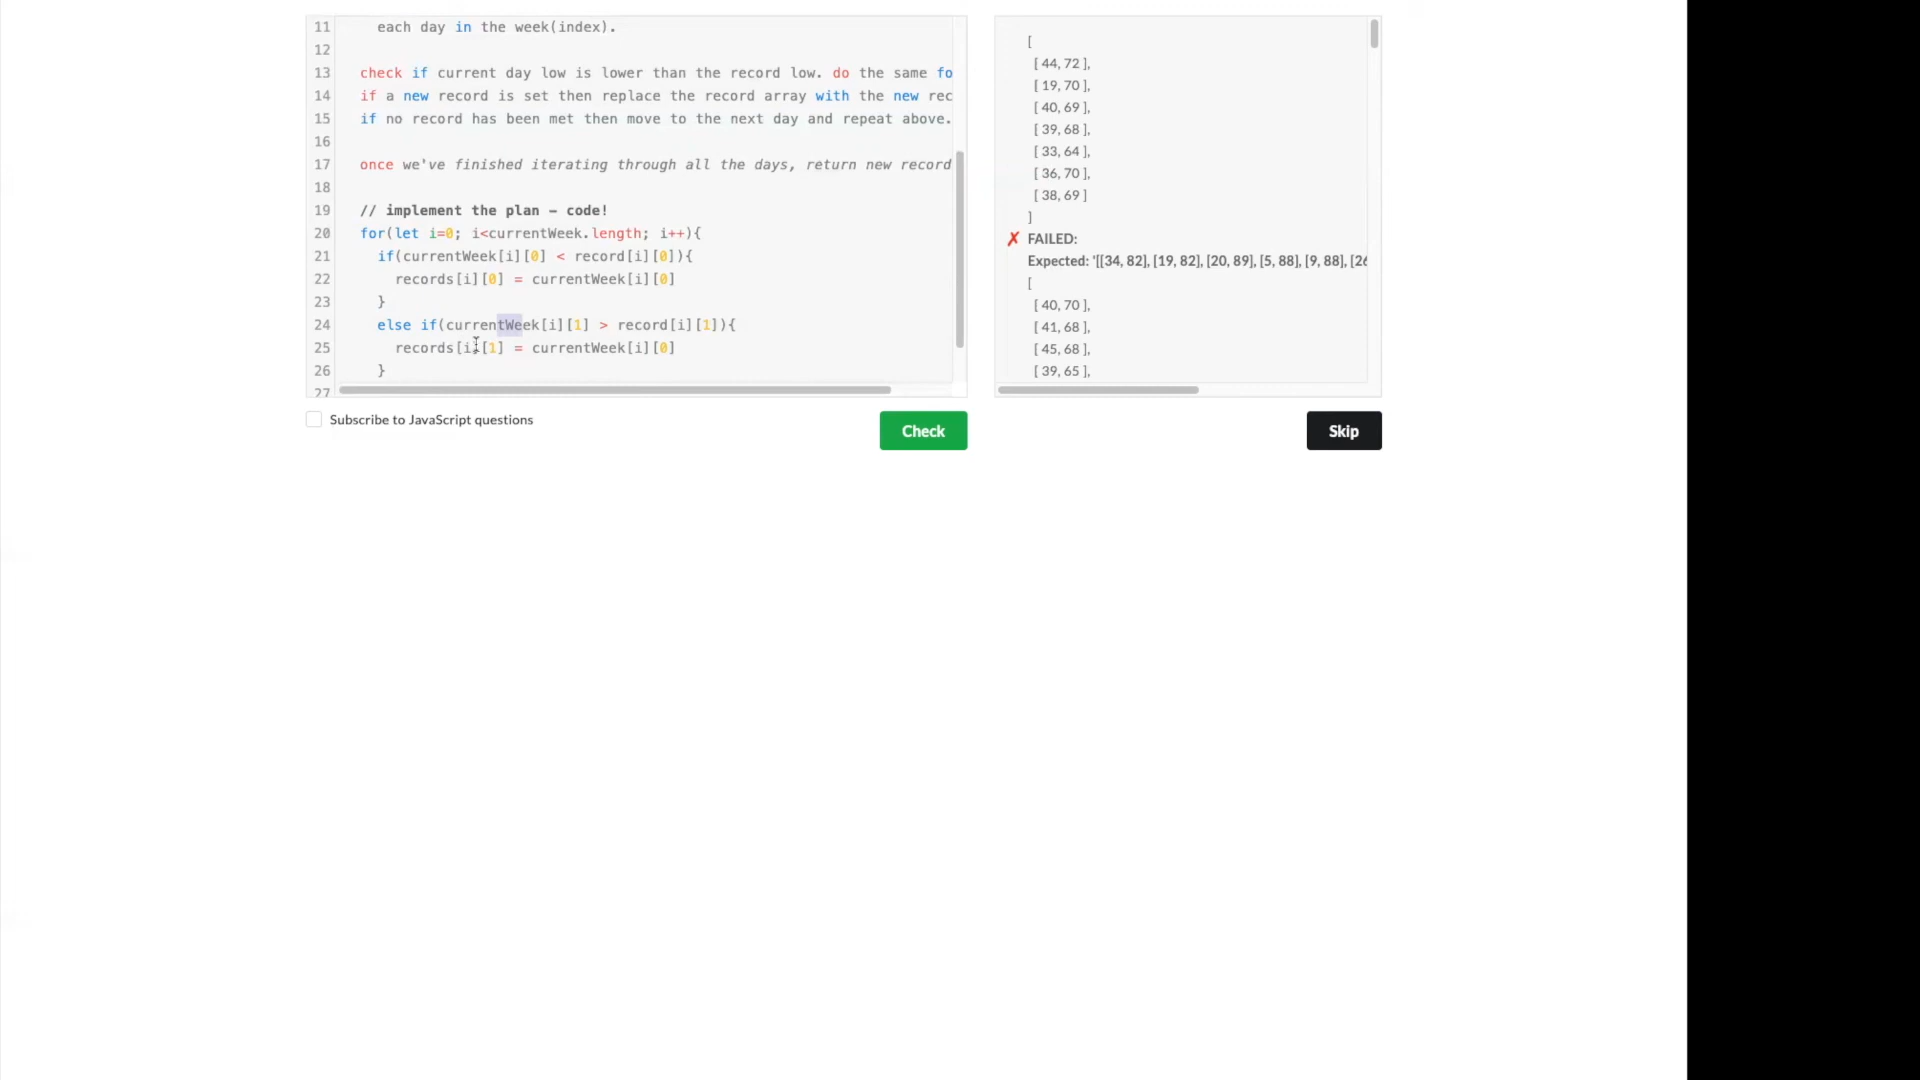 11 each day in the week(index).
12
13 check if current day low is lower than the record low. do the same fo
14 if a new record is set then replace the record array with the new rec
15 if no record has been met then move to the next day and repeat above.
16
17 once we've finished iterating through all the days, return new record
18
19 // implement the plan – code!
20 for(let i=0; i<currentWeek.length; i++){
21 if(currentWeek[i][0] < record[i][0]){
22 records[i][0] = currentWeek[i][0]
23 }
24 else if(currentWeek[i][1] > record[i][1]){
25 records[i][1] = currentWeek[i][0]
26 }
27
Subscribe to JavaScript questions
Check
[
[ 44, 72 ],
[ 19, 70 ],
[ 40, 69 ],
[ 39, 68 ],
[ 33, 64 ],
[ 36, 70 ],
[ 38, 69 ]
]
✗ FAILED:
Expected: '[[34, 82], [19, 82], [20, 89], [5, 88], [9, 88], [26
[
[ 40, 70 ],
[ 41, 68 ],
[ 45, 68 ],
[ 39, 65 ],
Skip